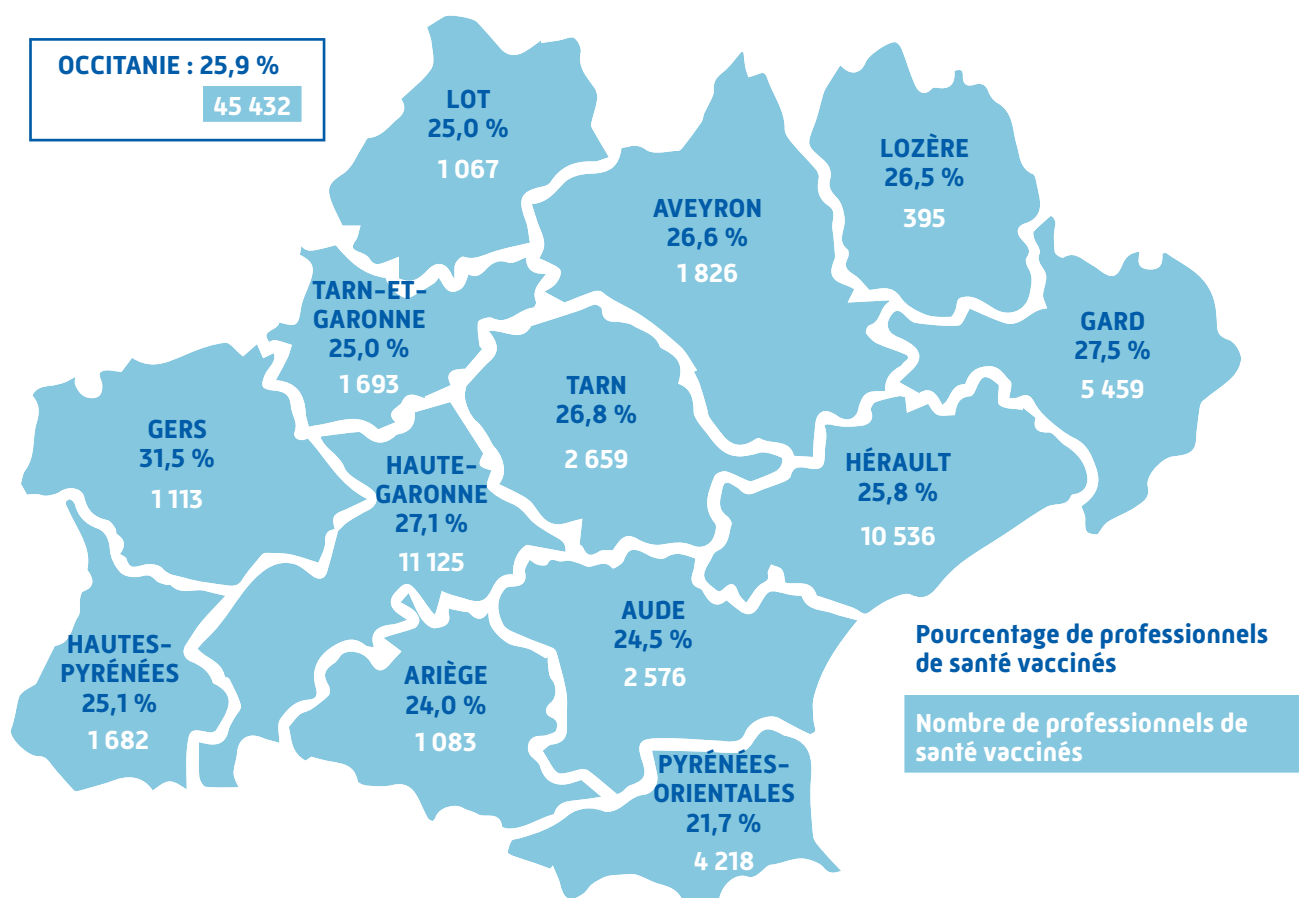 OCCITANIE : 25,9 %
45 432
LOT
25,0 %
1 067
LOZÈRE
26,5 %
395
AVEYRON
26,6 %
1 826
TARN-ET-
GARONNE
25,0 %
1 693
GARD
27,5 %
5 459
TARN
26,8 %
2 659
GERS
31,5 %
1 113
HAUTE-
GARONNE
27,1 %
11 125
HÉRAULT
25,8 %
10 536
HAUTES-
PYRÉNÉES
25,1 %
1 682
ARIÈGE
24,0 %
1 083
AUDE
24,5 %
2 576
PYRÉNÉES-
ORIENTALES
21,7 %
4 218
Pourcentage de professionnels
de santé vaccinés
Nombre de professionnels de
santé vaccinés